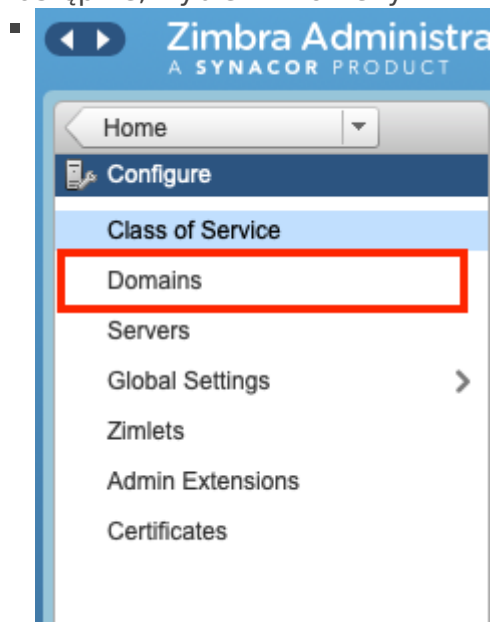 Zimbra Administra
A SYNACOR PRODUCT
Home
Configure
Class of Service
Domains
Servers
Global Settings
Zimlets
Admin Extensions
Certificates